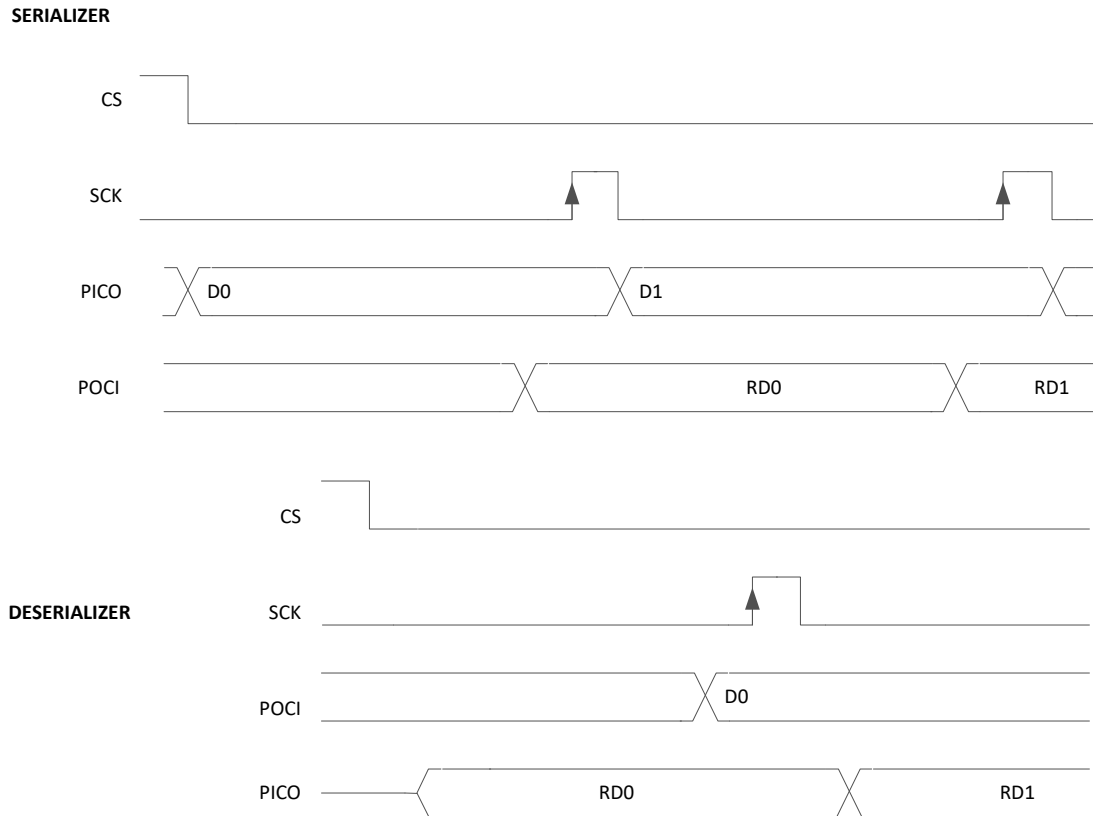 SERIALIZER
CS
SCK
PICO D0 D1
POCI RD0 RD1
CS
DESERIALIZER SCK
POCI D0
PICO RD0 RD1